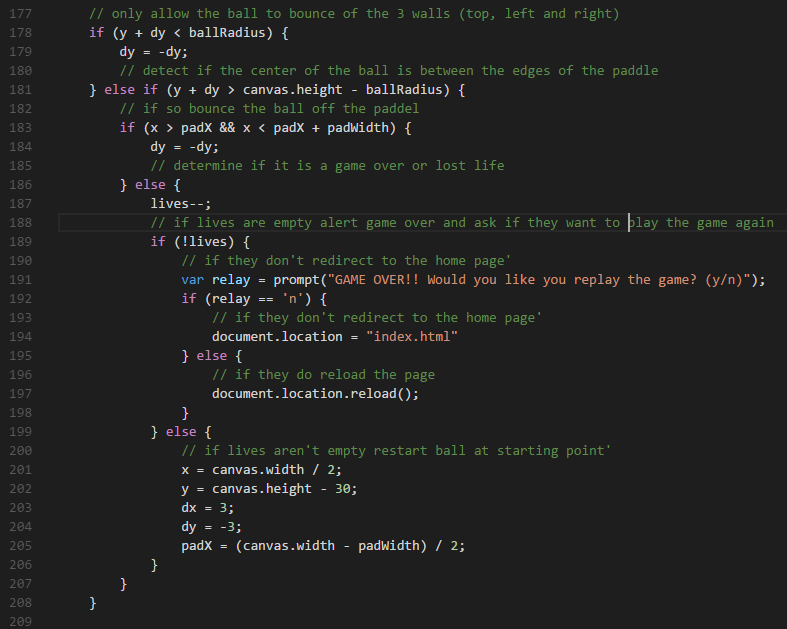 177 // only allow the ball to bounce of the 3 walls (top, left and right)
178 if (y + dy < ballRadius) {
179 dy = -dy;
180 // detect if the center of the ball is between the edges of the paddle
181 } else if (y + dy > canvas.height - ballRadius) {
182 // if so bounce the ball off the paddel
183 if (x > padX && x < padX + padWidth) {
184 dy = -dy;
185 // determine if it is a game over or lost life
186 } else {
187 lives--;
188 // if lives are empty alert game over and ask if they want to play the game again
189 if (!lives) {
190 // if they don't redirect to the home page'
191 var relay = prompt("GAME OVER!! Would you like you replay the game? (y/n)");
192 if (relay == 'n') {
193 // if they don't redirect to the home page'
194 document.location = "index.html"
195 } else {
196 // if they do reload the page
197 document.location.reload();
198 }
199 } else {
200 // if lives aren't empty restart ball at starting point'
201 x = canvas.width / 2;
202 y = canvas.height - 30;
203 dx = 3;
204 dy = -3;
205 padX = (canvas.width - padWidth) / 2;
206 }
207 }
208 }
209